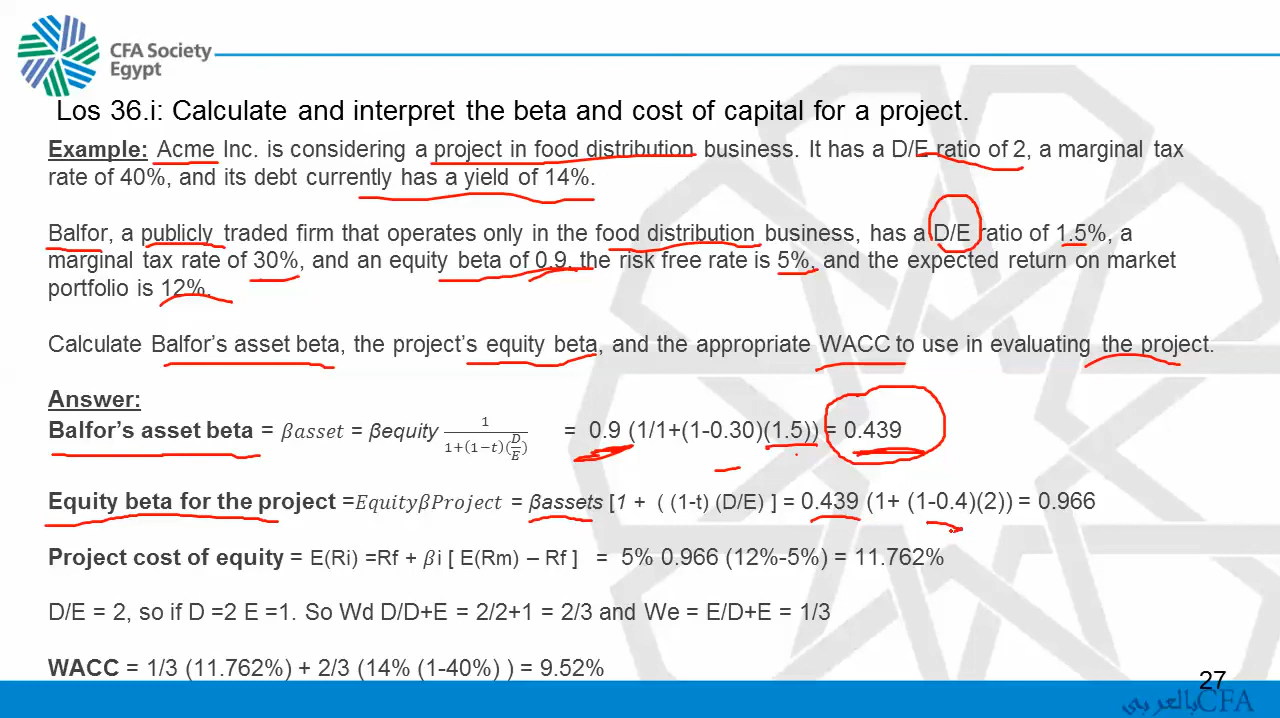 CFA Society
Egypt
Los 36.i: Calculate and interpret the beta and cost of capital for a project.
Example: Acme Inc. is considering a project in food distribution business. It has a D/E ratio of 2, a marginal tax
rate of 40%, and its debt currently has a yield of 14%.
Balfor, a publicly traded firm that operates only in the food distribution business, has a D/E ratio of 1.5%, a
marginal tax rate of 30%, and an equity beta of 0.9, the risk free rate is 5%, and the expected return on market
portfolio is 12%.
Calculate Balfor's asset beta, the project's equity beta, and the appropriate WACC to use in evaluating the project.
Answer:
Balfor's asset beta = βasset = βequity 1/(1+(1−t)(D/E)) = 0.9 (1/1+(1-0.30)(1.5)) = 0.439
Equity beta for the project =EquityβProject = βassets [1 + ( (1-t) (D/E) ] = 0.439 (1+ (1-0.4)(2)) = 0.966
Project cost of equity = E(Ri) =Rf + βi [ E(Rm) – Rf ] = 5% 0.966 (12%-5%) = 11.762%
D/E = 2, so if D =2 E =1. So Wd D/D+E = 2/2+1 = 2/3 and We = E/D+E = 1/3
WACC = 1/3 (11.762%) + 2/3 (14% (1-40%) ) = 9.52%
27
CFA بالعربي